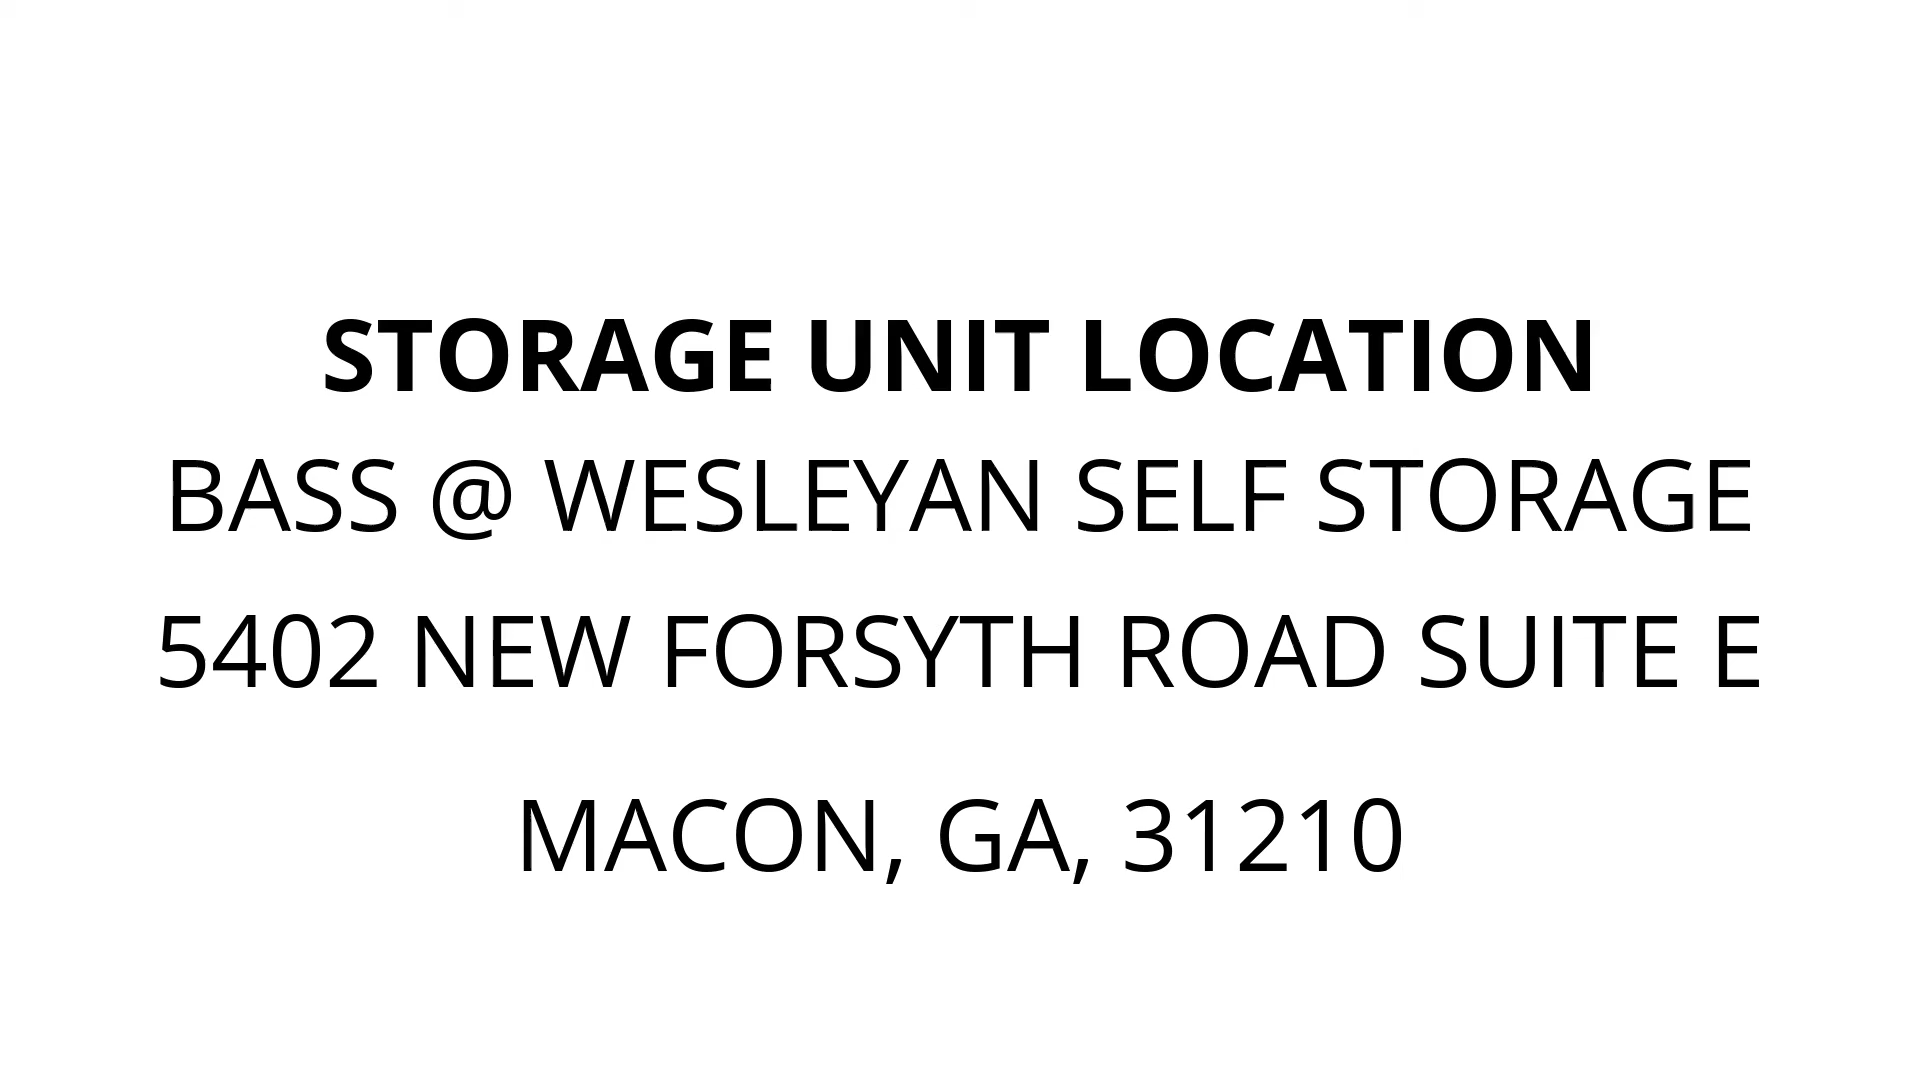 STORAGE UNIT LOCATION
BASS @ WESLEYAN SELF STORAGE
5402 NEW FORSYTH ROAD SUITE E
MACON, GA, 31210